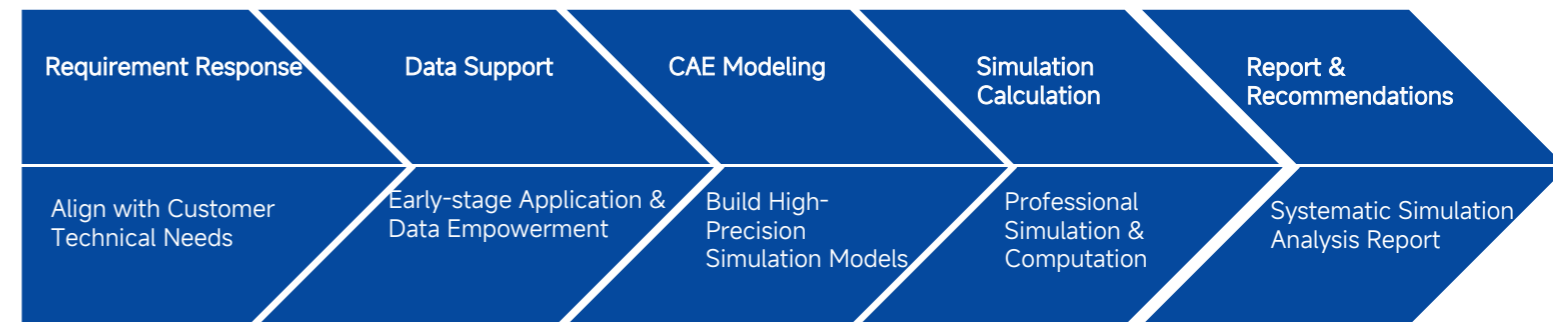 Requirement Response
Data Support
CAE Modeling
Simulation
Calculation
Report &
Recommendations
Align with Customer
Technical Needs
Early-stage Application &
Data Empowerment
Build High-
Precision
Simulation Models
Professional
Simulation &
Computation
Systematic Simulation
Analysis Report